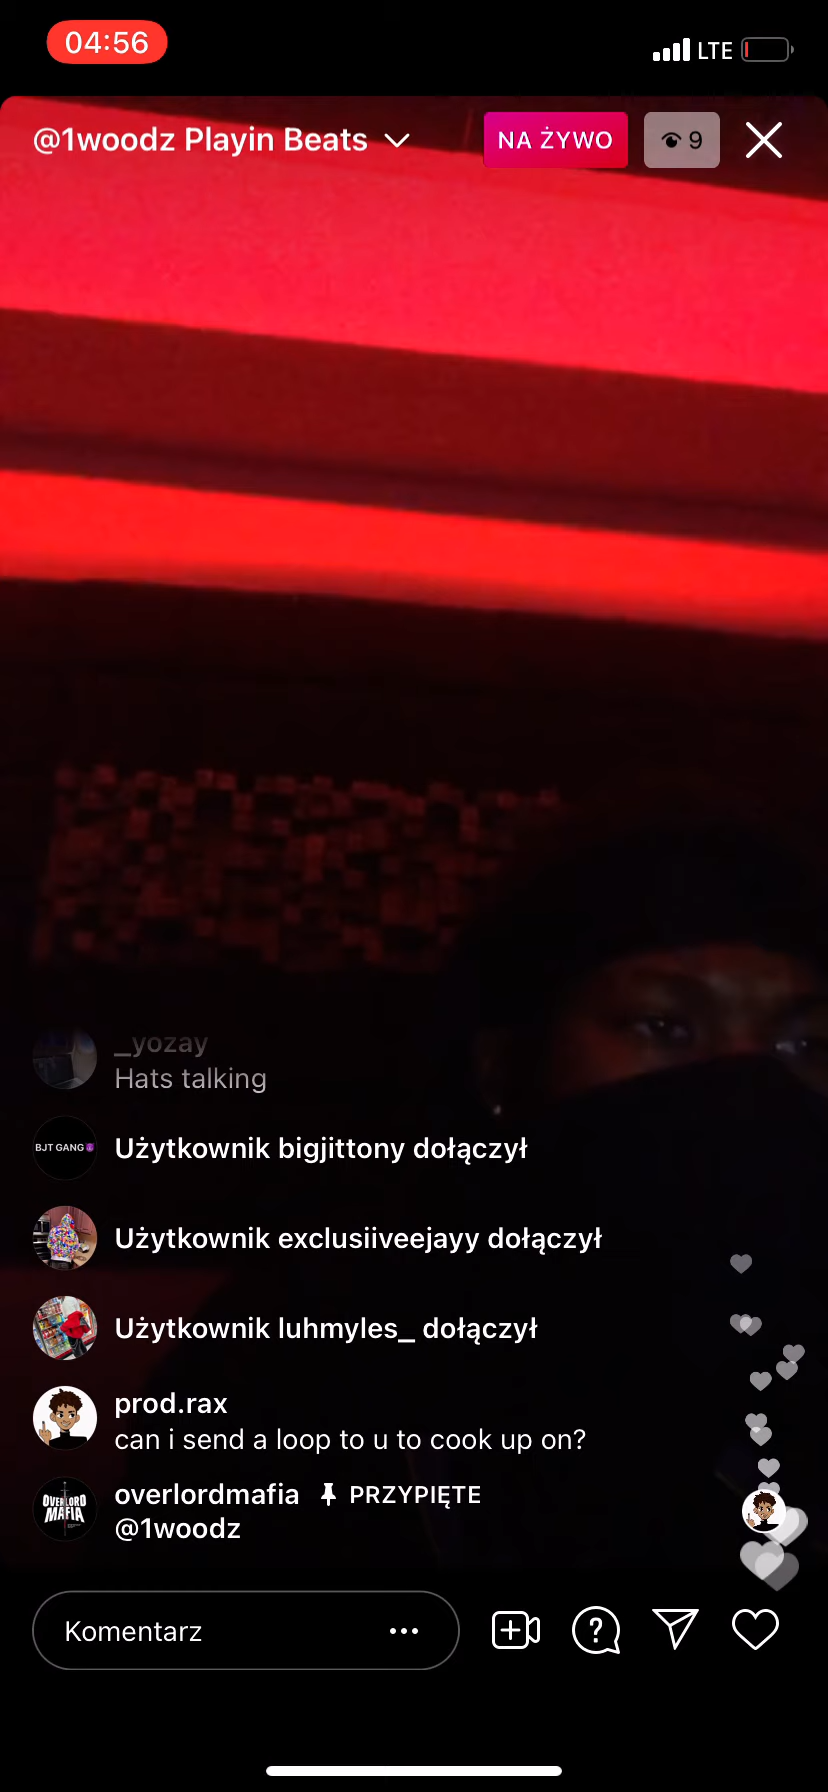 04:56
LTE
@1woodz Playin Beats
NA ŻYWO
9
_yozay
Hats talking
BJT GANG😈
Użytkownik bigjittony dołączył
Użytkownik exclusiiveejayy dołączył
Użytkownik luhmyles_ dołączył
prod.rax
can i send a loop to u to cook up on?
OVERLORD
MAFIA
overlordmafia PRZYPIĘTE
@1woodz
Komentarz